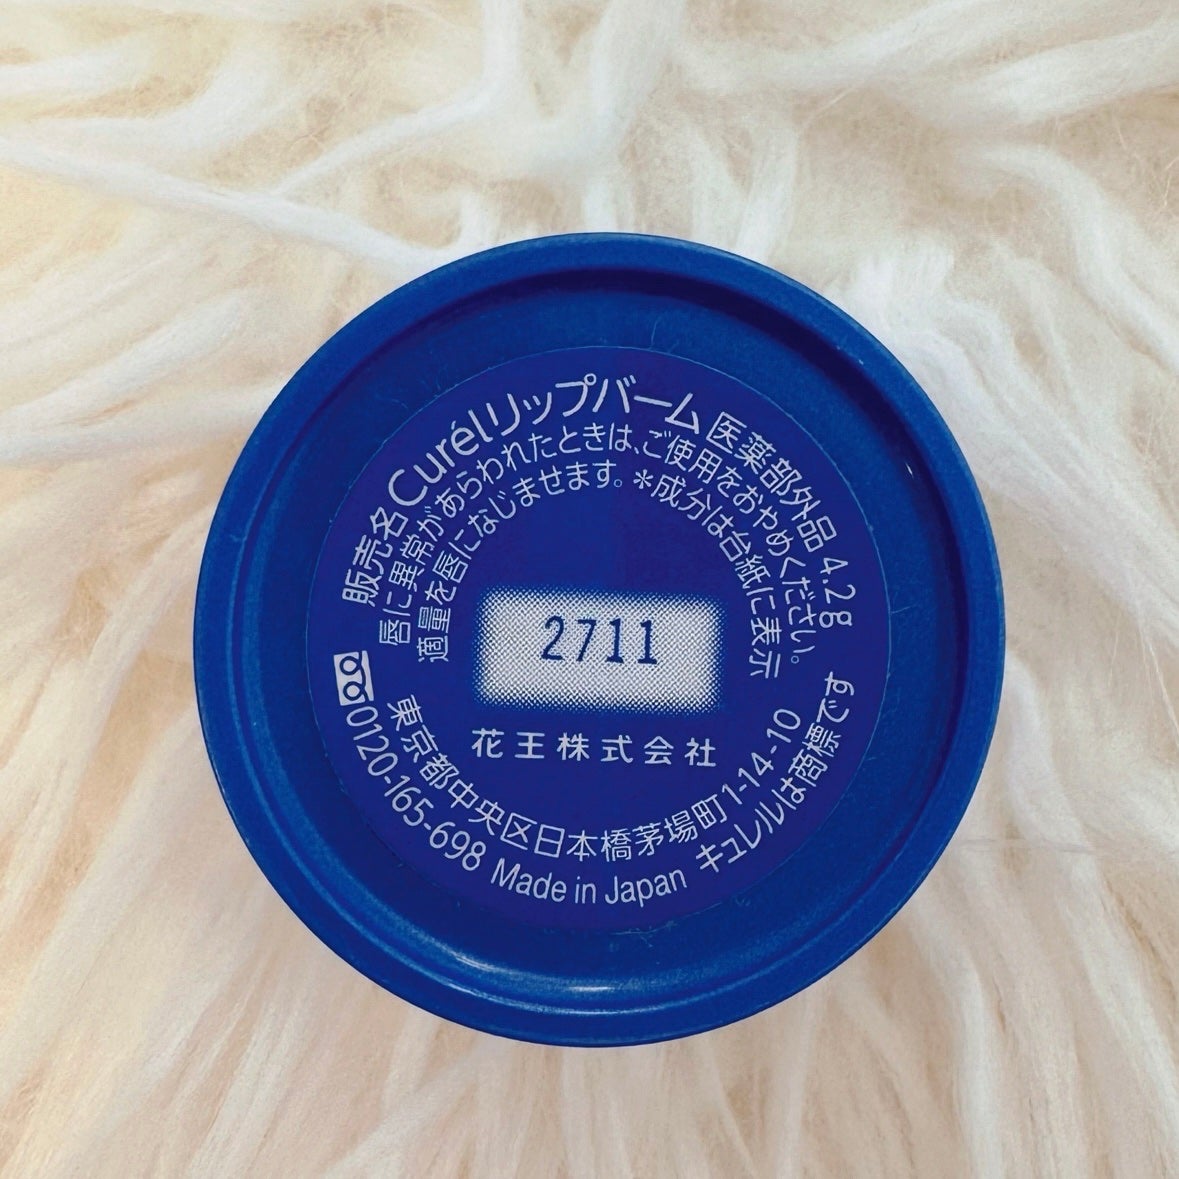 販売名 Curélリップバーム 医薬部外品 4.2g
唇に異常があらわれたときは、ご使用をおやめください。
適量を唇になじませます。*成分は台紙に表示
2711
花王株式会社
東京都中央区日本橋茅場町1-14-10
0120-165-698 Made in Japan キュレルは商標です